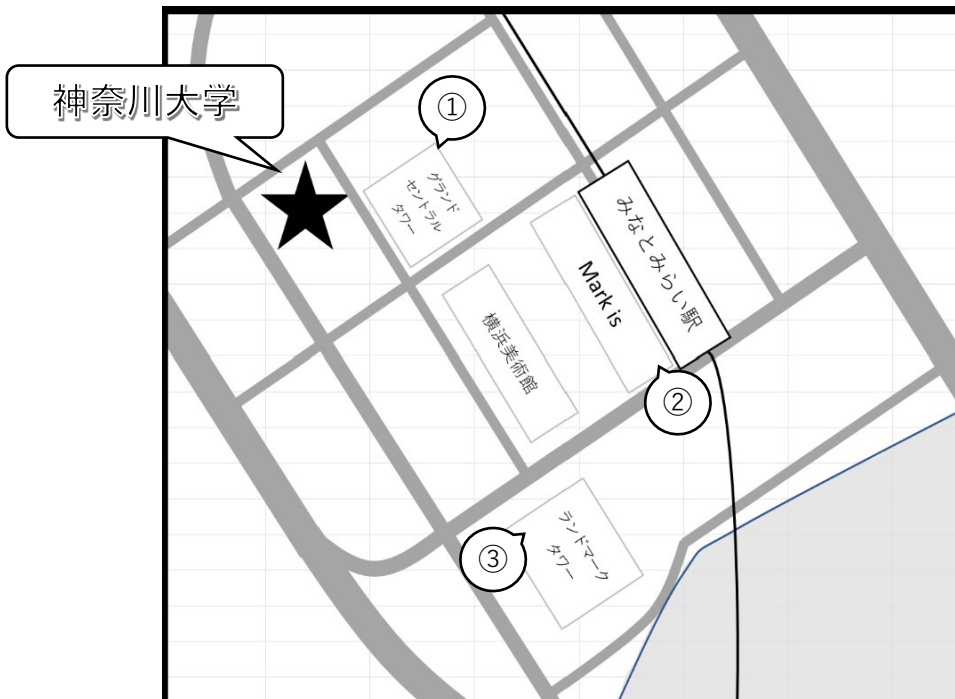 神奈川大学
①
グランド
セントラル
タワー
みなとみらい駅
Mark is
横浜美術館
②
③
ランドマーク
タワー